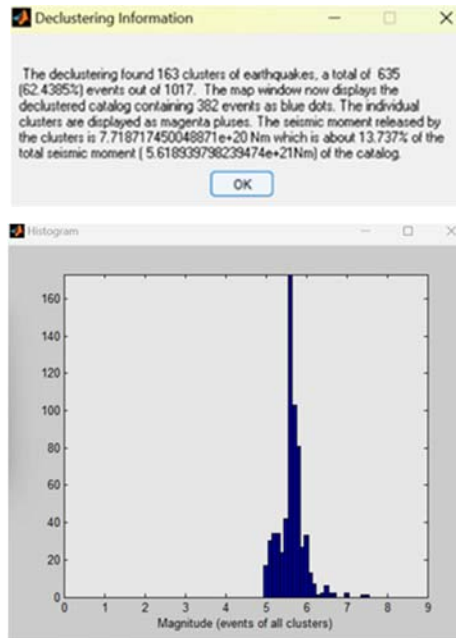 Declustering Information
The declustering found 163 clusters of earthquakes, a total of 635
(62.4385%) events out of 1017. The map window now displays the
declustered catalog containing 382 events as blue dots. The individual
clusters are displayed as magenta pluses. The seismic moment released by
the clusters is 7.718717450048871e+20 Nm which is about 13.737% of the
total seismic moment ( 5.618939798239474e+21Nm) of the catalog.
OK
Histogram
160
140
120
100
80
60
40
20
0
0 1 2 3 4 5 6 7 8 9
Magnitude (events of all clusters)